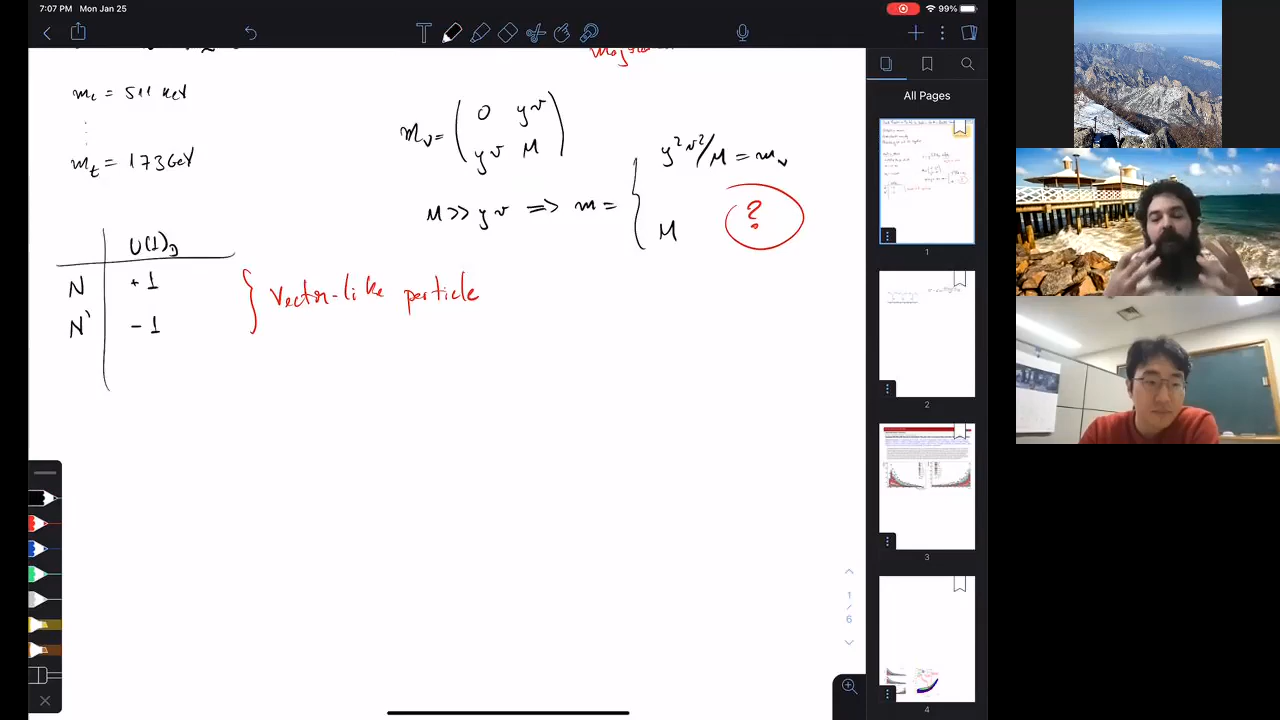 7:07 PM Mon Jan 25
99%
m_e = 511 keV
⋮
m_t = 173 GeV
m_ν = ( 0 yv
yv M )
M >> yv ⟹ m = { y²v²/M = m_ν
M ?
U(1)_3
N + 1
N' - 1
} Vector-like particle
All Pages
1
2
3
4
1
/
6